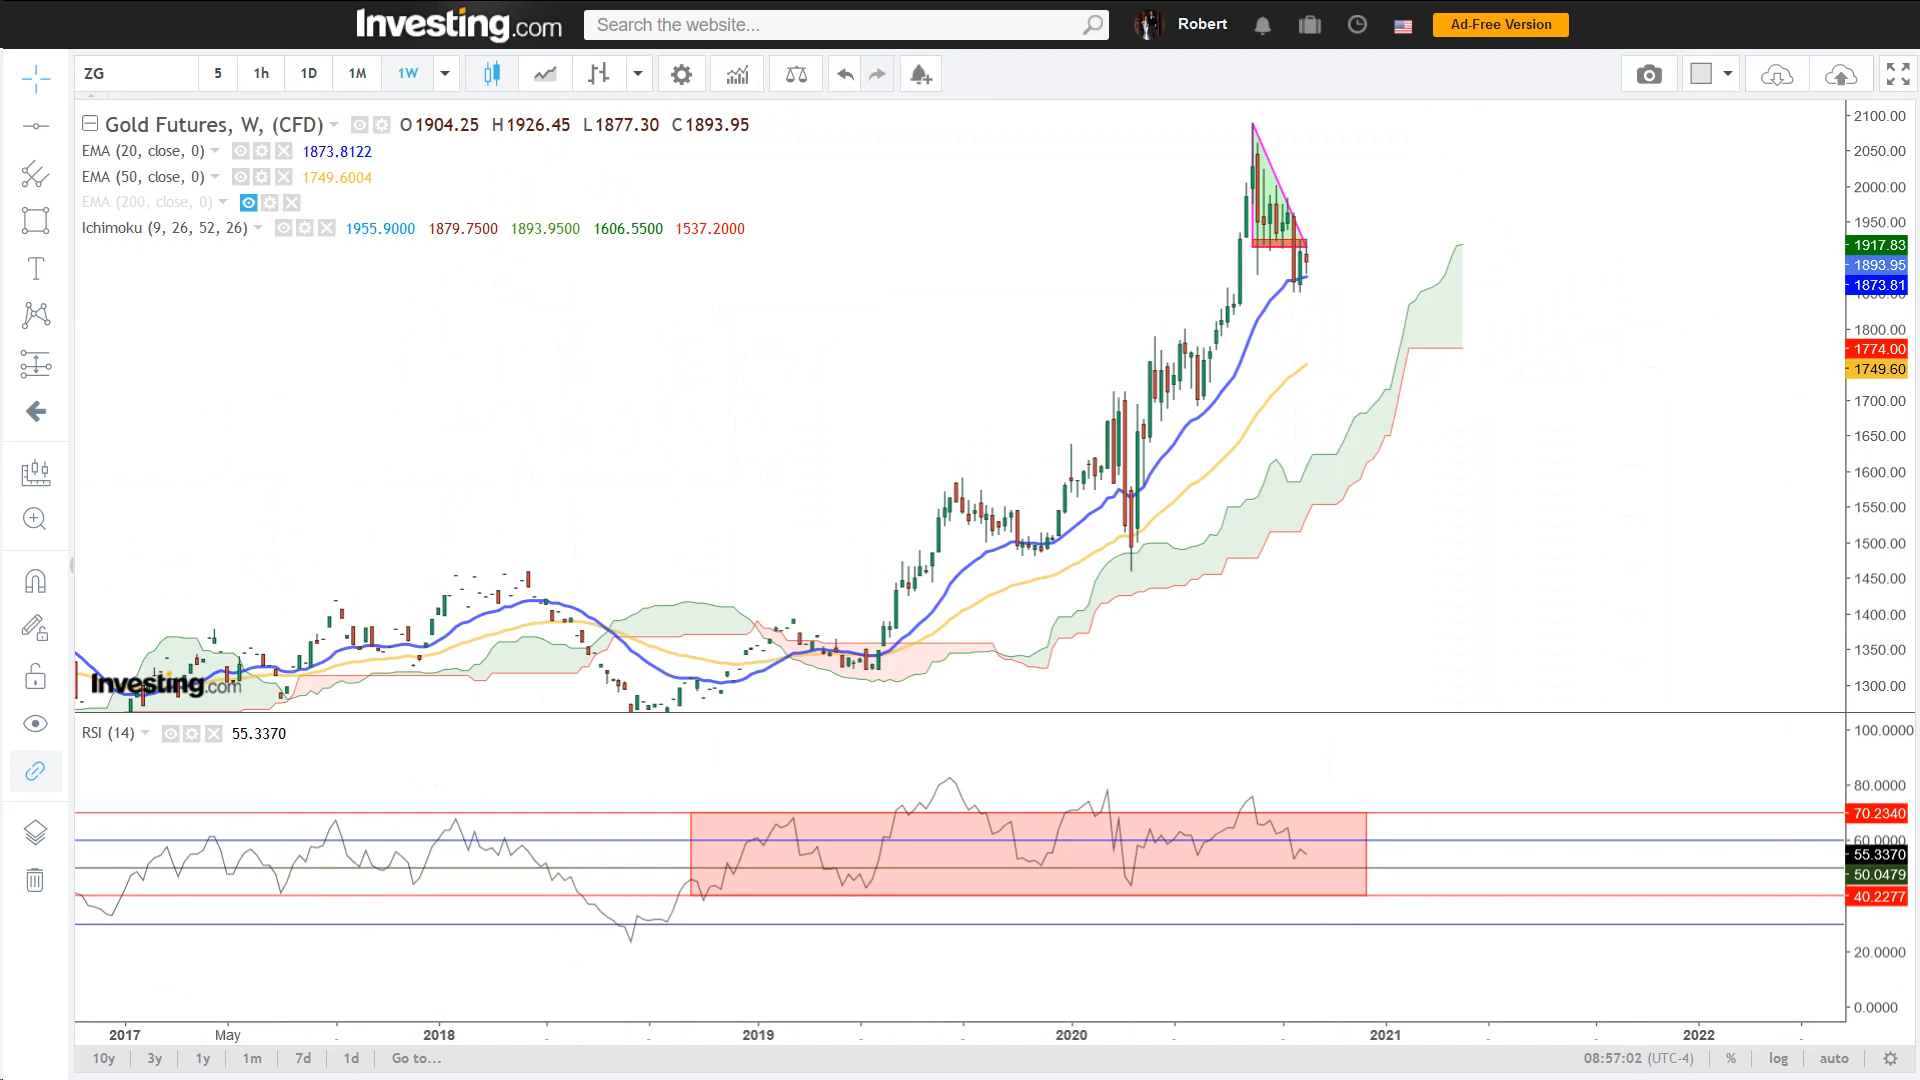 Investing.com
Search the website...
Robert
Ad-Free Version
ZG
5
1h
1D
1M
1W
Gold Futures, W, (CFD)
O1904.25 H1926.45 L1877.30 C1893.95
EMA (20, close, 0)
1873.8122
EMA (50, close, 0)
1749.6004
EMA (200, close, 0)
Ichimoku (9, 26, 52, 26)
1955.9000 1879.7500 1893.9500 1606.5500 1537.2000
2100.00
2050.00
2000.00
1950.00
1917.83
1893.95
1873.81
1800.00
1774.00
1749.60
1700.00
1650.00
1600.00
1550.00
1500.00
1450.00
1400.00
1350.00
1300.00
Investing.com
RSI (14)
55.3370
100.0000
80.0000
70.2340
60.0000
55.3370
50.0479
40.2277
20.0000
0.0000
2017 May 2018 2019 2020 2021 2022
10y 3y 1y 1m 7d 1d Go to...
08:57:02 (UTC-4) % log auto